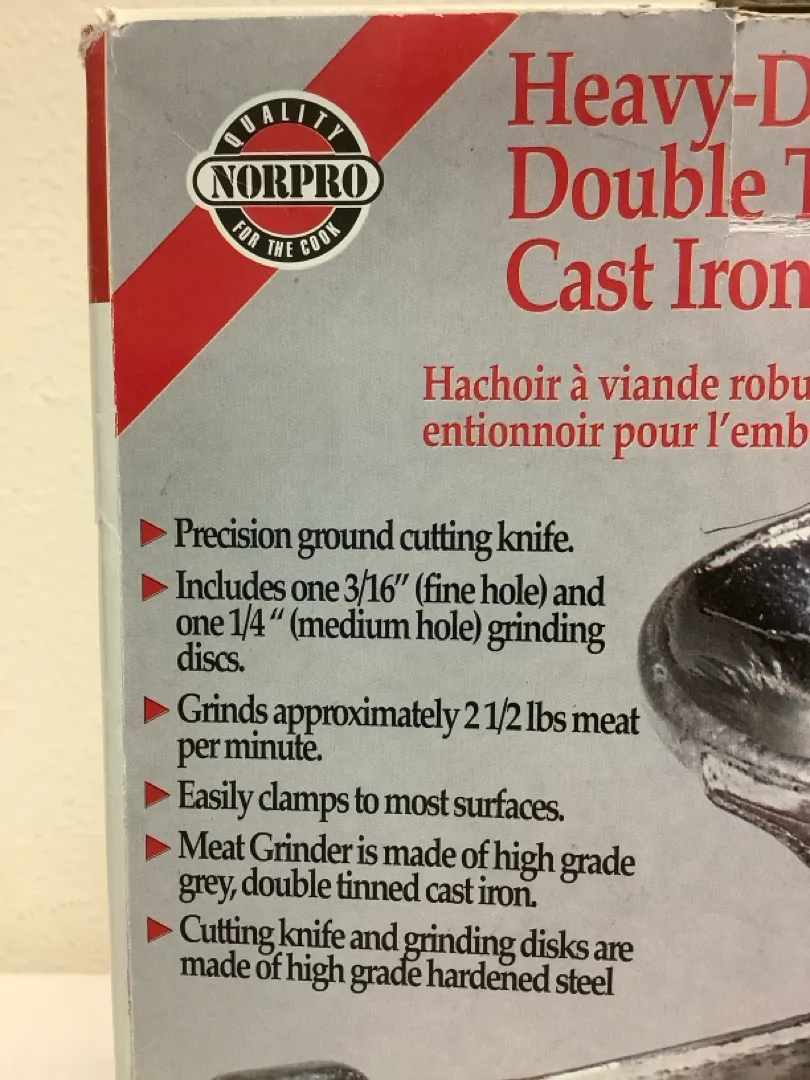 QUALITY
NORPRO
FOR THE COOK
Heavy-D
Double T
Cast Iron
Hachoir à viande robu
entionnoir pour l'emb
Precision ground cutting knife.
Includes one 3/16" (fine hole) and
one 1/4 " (medium hole) grinding
discs.
Grinds approximately 2 1/2 lbs meat
per minute.
Easily clamps to most surfaces.
Meat Grinder is made of high grade
grey, double tinned cast iron.
Cutting knife and grinding disks are
made of high grade hardened steel